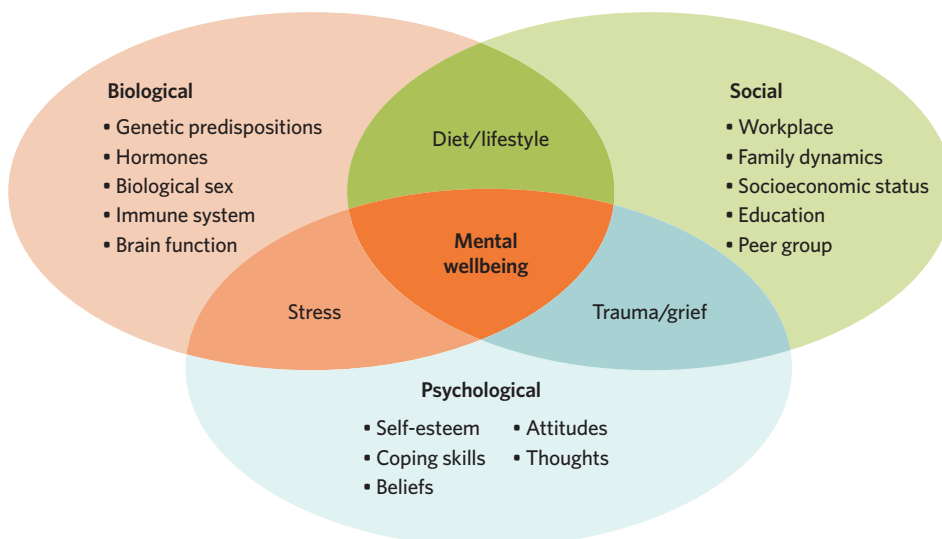 Biological
• Genetic predispositions
• Hormones
• Biological sex
• Immune system
• Brain function
Diet/lifestyle
Social
• Workplace
• Family dynamics
• Socioeconomic status
• Education
• Peer group
Mental
wellbeing
Stress
Trauma/grief
Psychological
• Self-esteem
• Coping skills
• Beliefs
• Attitudes
• Thoughts